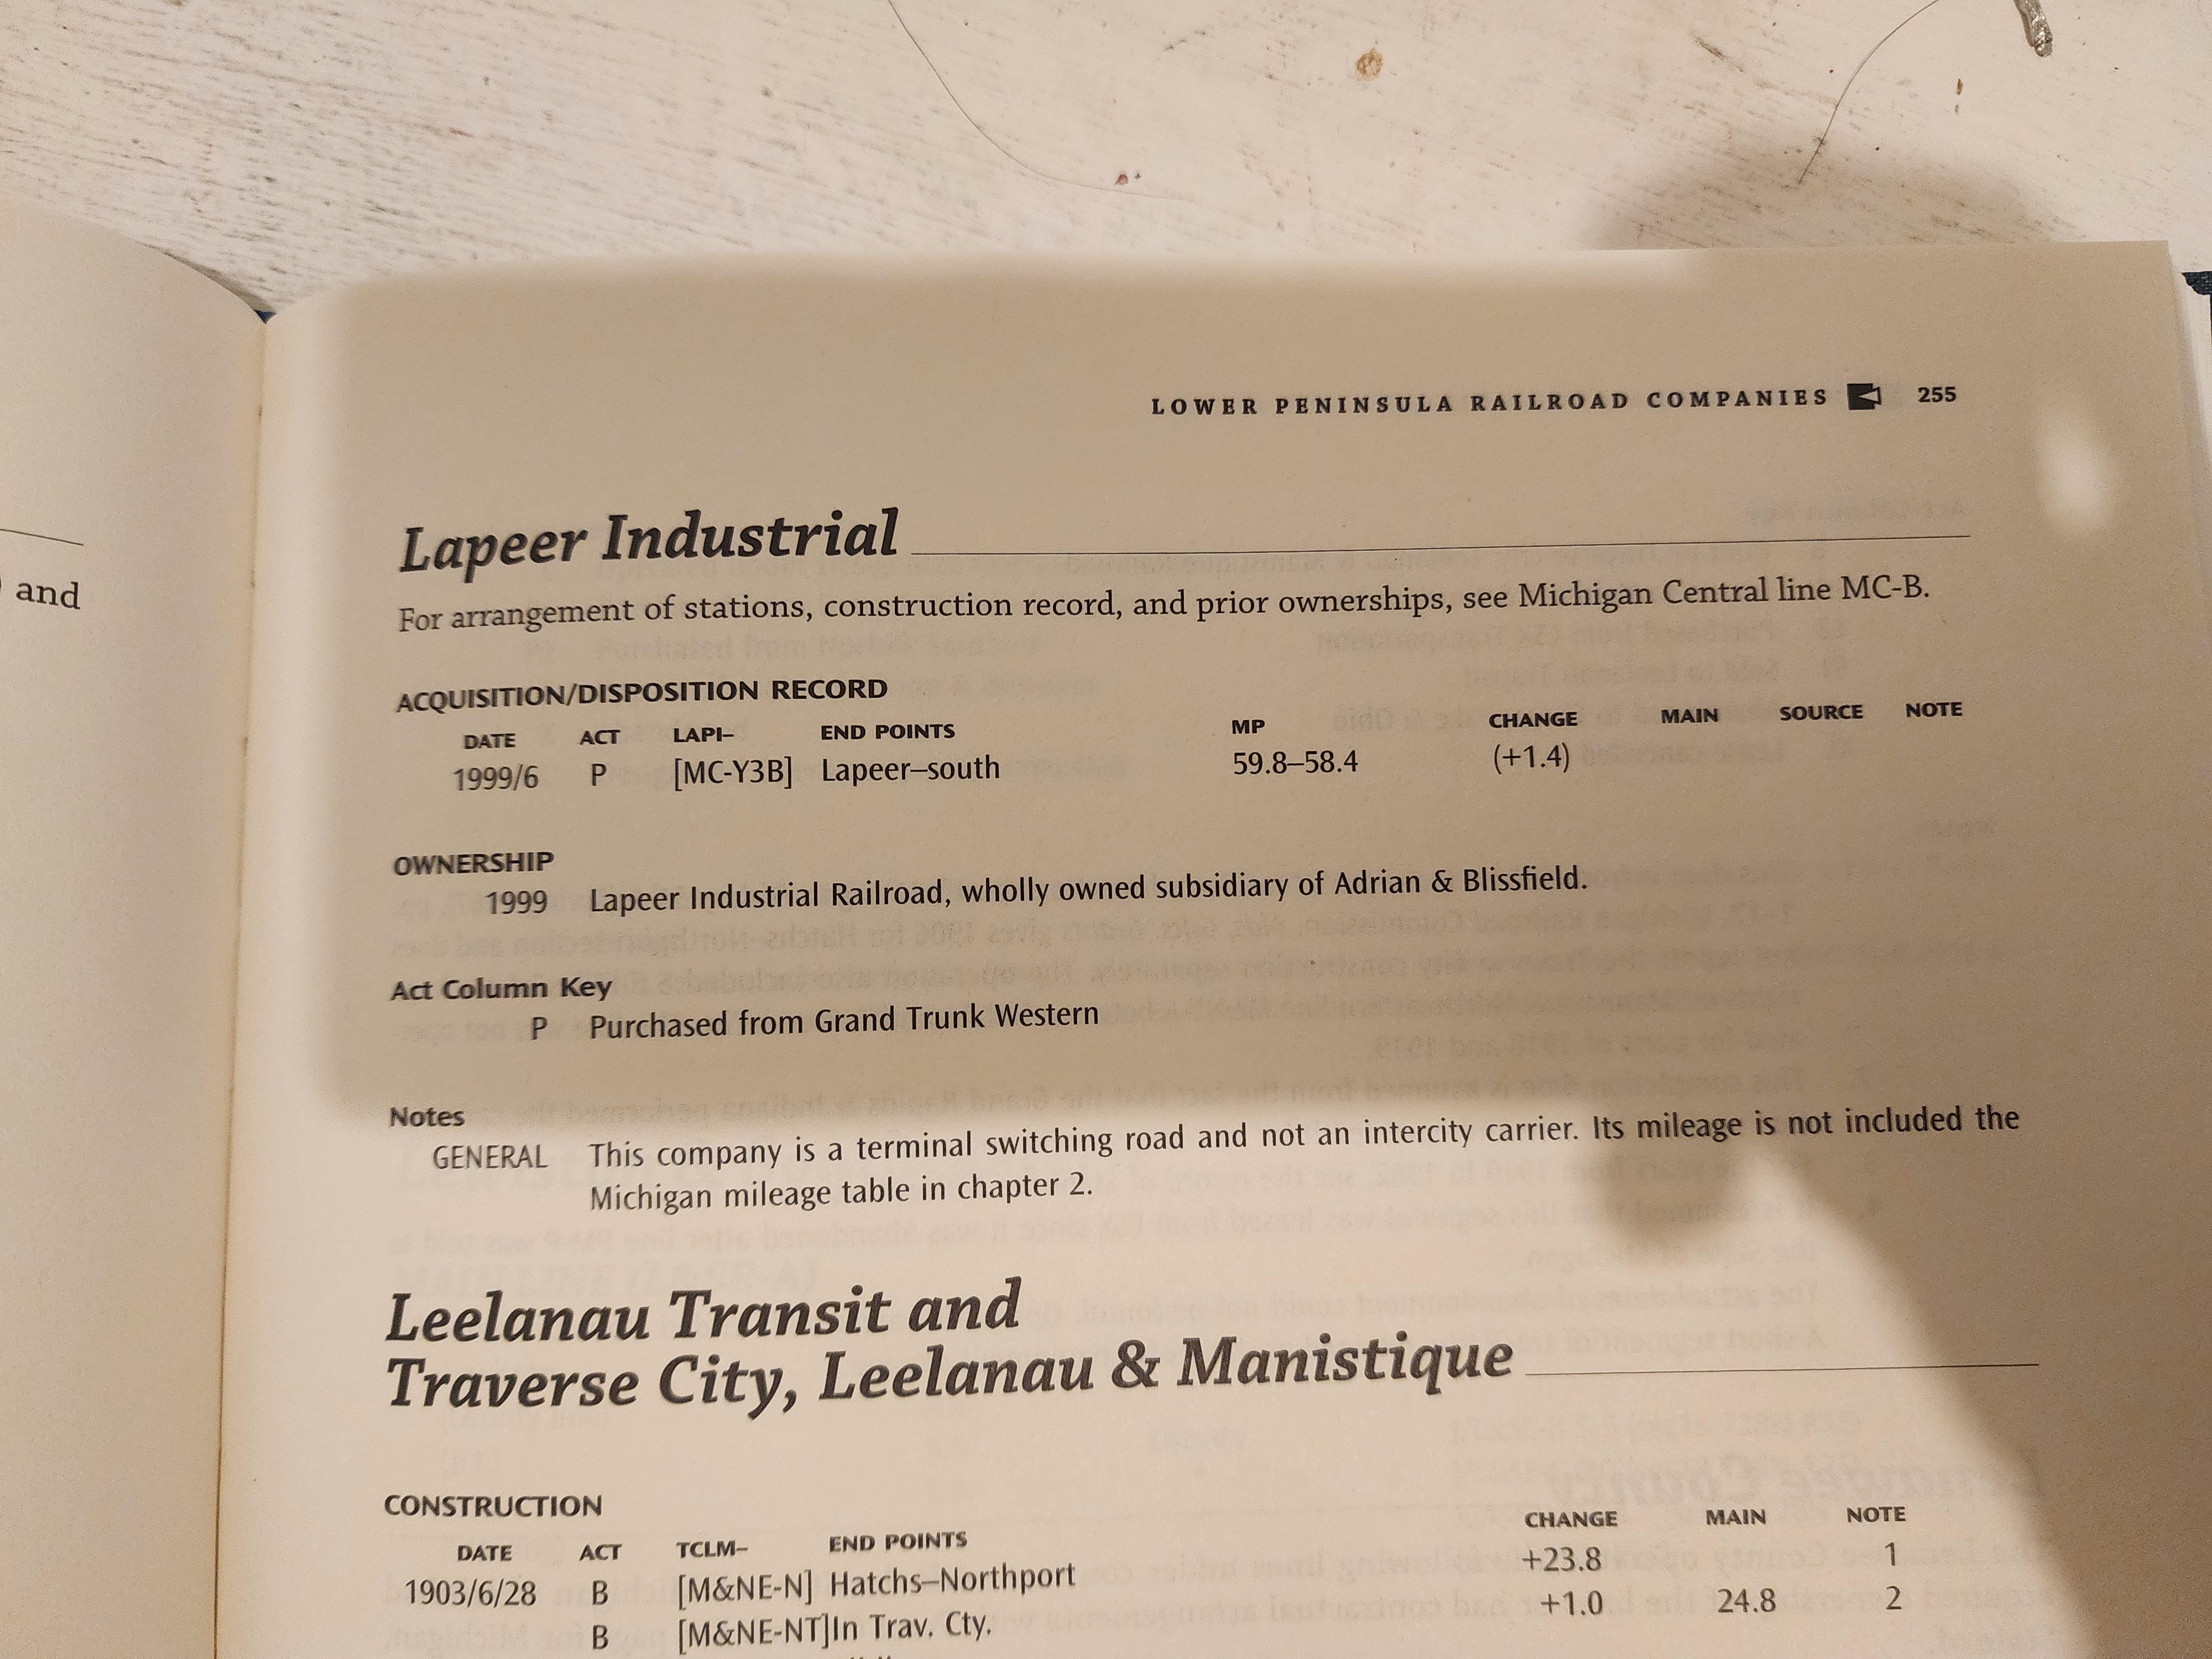 and
LOWER PENINSULA RAILROAD COMPANIES 255
Lapeer Industrial
For arrangement of stations, construction record, and prior ownerships, see Michigan Central line MC-B.
ACQUISITION/DISPOSITION RECORD
DATE ACT LAPI– END POINTS MP CHANGE MAIN SOURCE NOTE
1999/6 P [MC-Y3B] Lapeer–south 59.8–58.4 (+1.4)
OWNERSHIP
1999 Lapeer Industrial Railroad, wholly owned subsidiary of Adrian & Blissfield.
Act Column Key
P Purchased from Grand Trunk Western
Notes
GENERAL This company is a terminal switching road and not an intercity carrier. Its mileage is not included the
Michigan mileage table in chapter 2.
Leelanau Transit and
Traverse City, Leelanau & Manistique
CONSTRUCTION
DATE ACT TCLM– END POINTS CHANGE MAIN NOTE
1903/6/28 B [M&NE-N] Hatchs–Northport +23.8 1
B [M&NE-NT]In Trav. Cty. +1.0 24.8 2